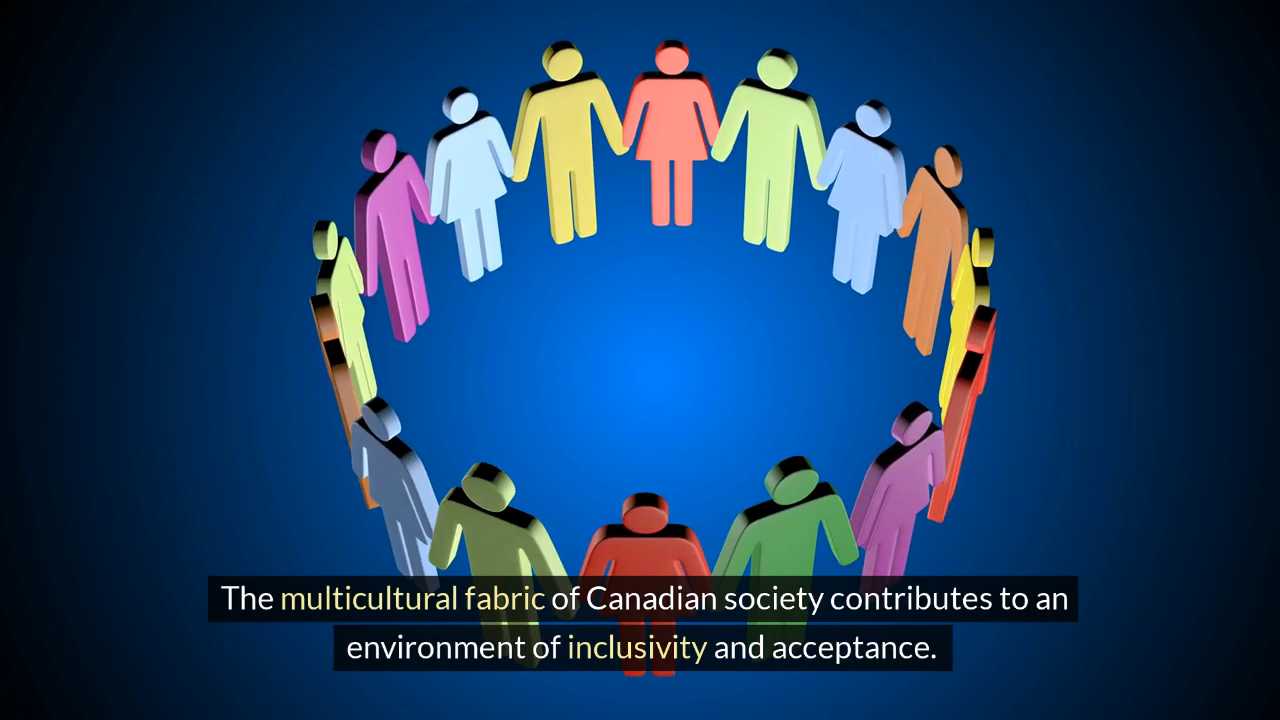 The multicultural fabric of Canadian society contributes to an
environment of inclusivity and acceptance.